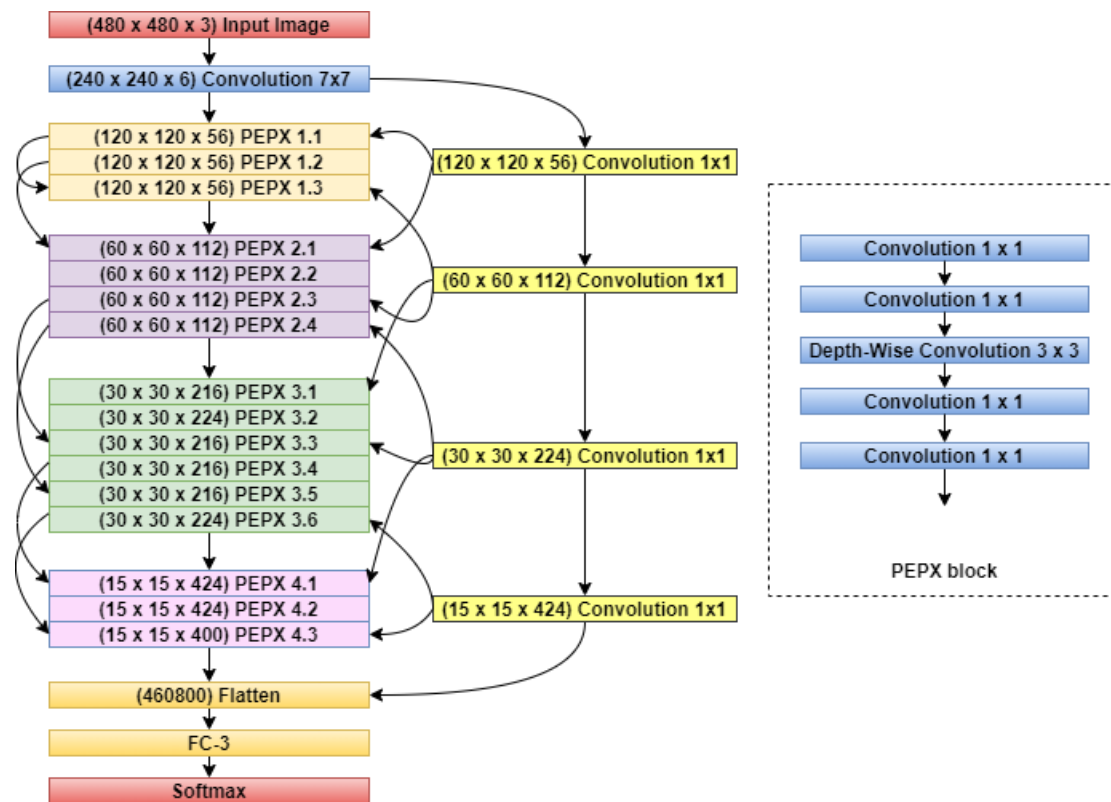 (480 x 480 x 3) Input Image
(240 x 240 x 6) Convolution 7x7
(120 x 120 x 56) PEPX 1.1
(120 x 120 x 56) PEPX 1.2
(120 x 120 x 56) PEPX 1.3
(60 x 60 x 112) PEPX 2.1
(60 x 60 x 112) PEPX 2.2
(60 x 60 x 112) PEPX 2.3
(60 x 60 x 112) PEPX 2.4
(30 x 30 x 216) PEPX 3.1
(30 x 30 x 224) PEPX 3.2
(30 x 30 x 216) PEPX 3.3
(30 x 30 x 216) PEPX 3.4
(30 x 30 x 216) PEPX 3.5
(30 x 30 x 224) PEPX 3.6
(15 x 15 x 424) PEPX 4.1
(15 x 15 x 424) PEPX 4.2
(15 x 15 x 400) PEPX 4.3
(460800) Flatten
FC-3
Softmax
(120 x 120 x 56) Convolution 1x1
(60 x 60 x 112) Convolution 1x1
(30 x 30 x 224) Convolution 1x1
(15 x 15 x 424) Convolution 1x1
Convolution 1 x 1
Convolution 1 x 1
Depth-Wise Convolution 3 x 3
Convolution 1 x 1
Convolution 1 x 1
PEPX block